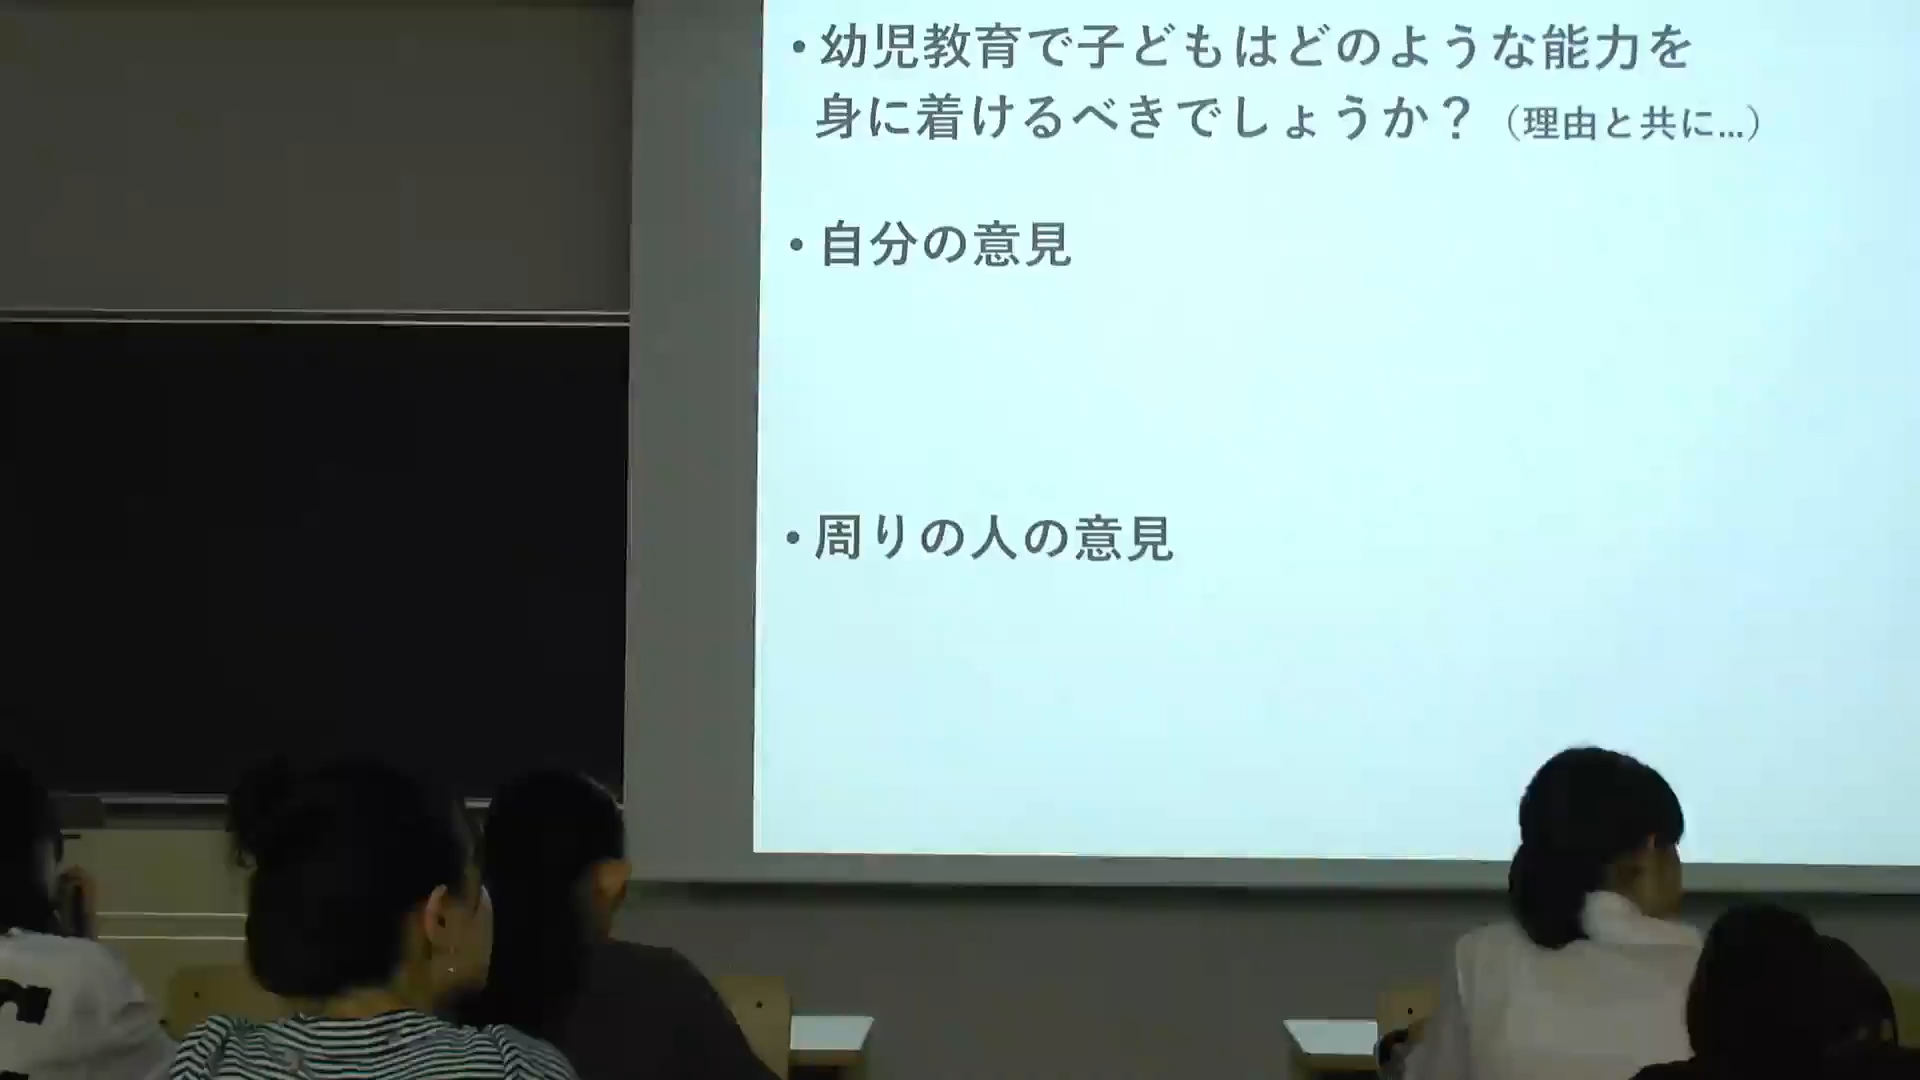 ・幼児教育で子どもはどのような能力を
身に着けるべきでしょうか？（理由と共に...）
・自分の意見
・周りの人の意見